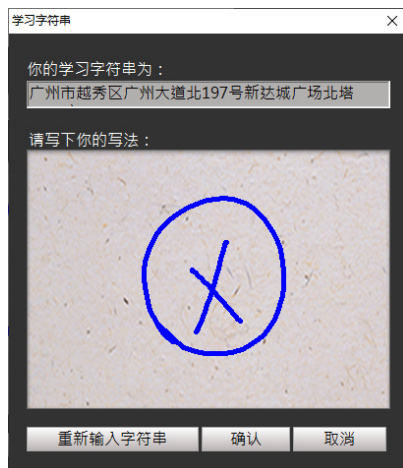 学习字符串
你的学习字符串为：
广州市越秀区广州大道北197号新达城广场北塔
请写下你的写法：
重新输入字符串 确认 取消